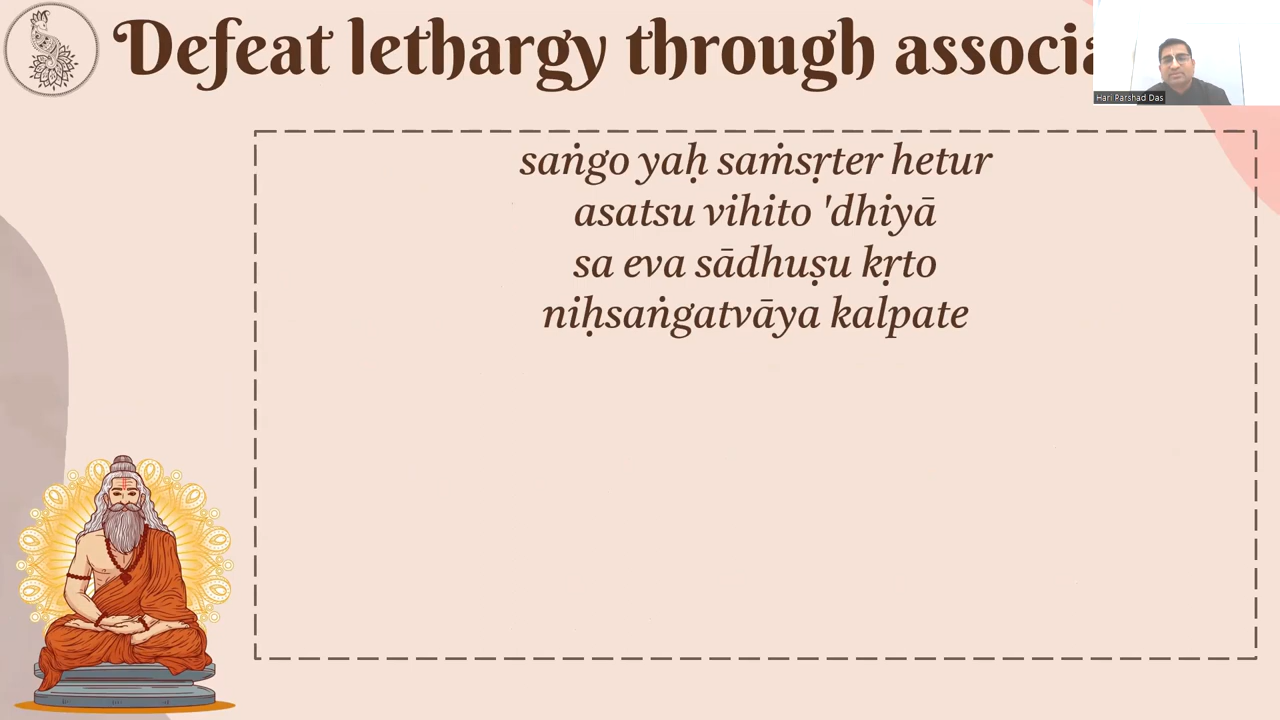 Defeat lethargy through associa
Hari Parshad Das
saṅgo yaḥ saṁsṛter hetur
asatsu vihito 'dhiyā
sa eva sādhuṣu kṛto
niḥsaṅgatvāya kalpate